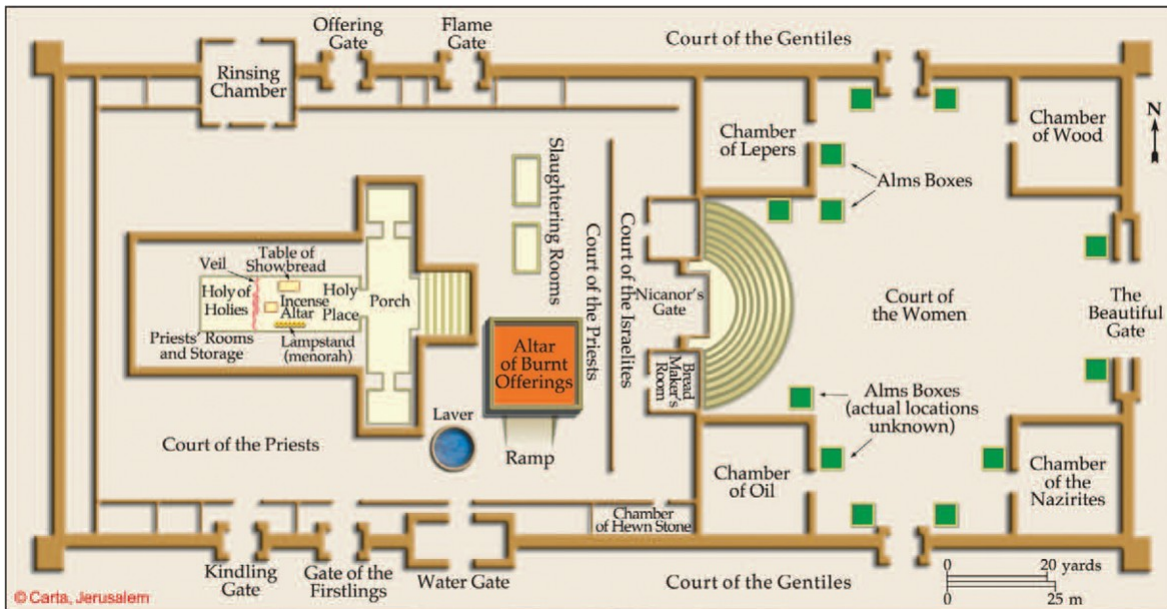 Offering
Gate
Flame
Gate
Court of the Gentiles
Rinsing
Chamber
Chamber
of Lepers
Chamber
of Wood
N
Alms Boxes
Slaughtering Rooms
Court of the Priests
Court of the Israelites
Veil
Table of
Showbread
Holy of
Holies
Incense
Altar
Holy
Place
Porch
Priests' Rooms
and Storage
Lampstand
(menorah)
Altar
of Burnt
Offerings
Nicanor's
Gate
Bread
Maker's
Room
Court of
the Women
The
Beautiful
Gate
Alms Boxes
(actual locations
unknown)
Laver
Ramp
Court of the Priests
Chamber
of Oil
Chamber
of the
Nazirites
Chamber
of Hewn Stone
Kindling
Gate
Gate of the
Firstlings
Water Gate
Court of the Gentiles
0 20 yards
0 25 m
© Carta, Jerusalem